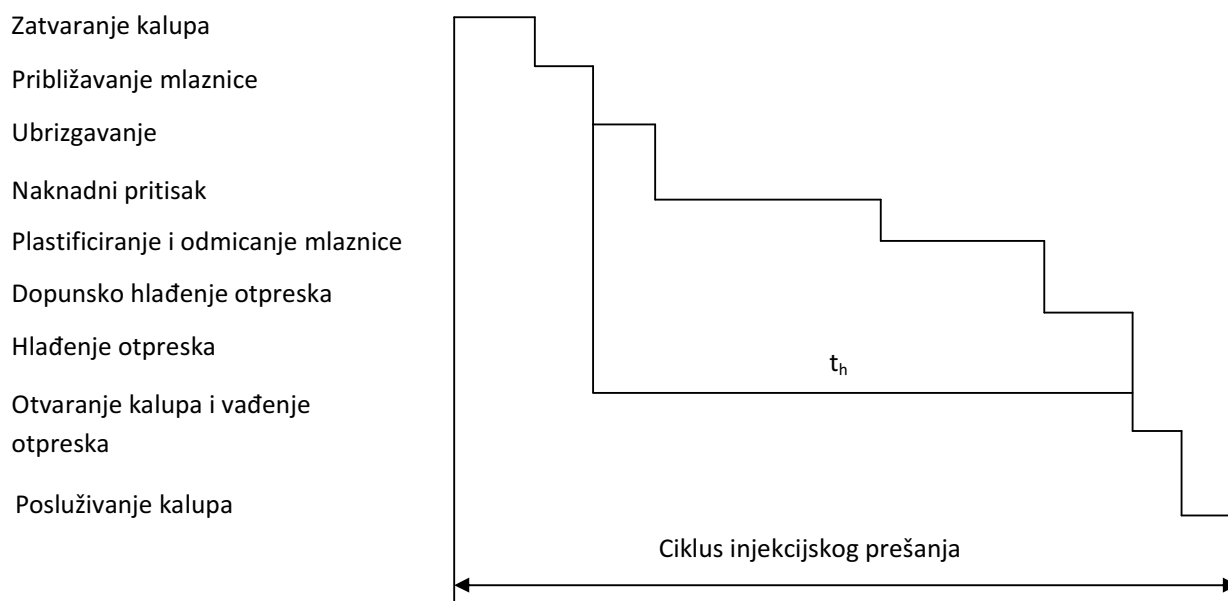 Zatvaranje kalupa
Približavanje mlaznice
Ubrizgavanje
Naknadni pritisak
Plastificiranje i odmicanje mlaznice
Dopunsko hlađenje otpreska
Hlađenje otpreska
t_h
Otvaranje kalupa i vađenje
otpreska
Posluživanje kalupa
Ciklus injekcijskog prešanja